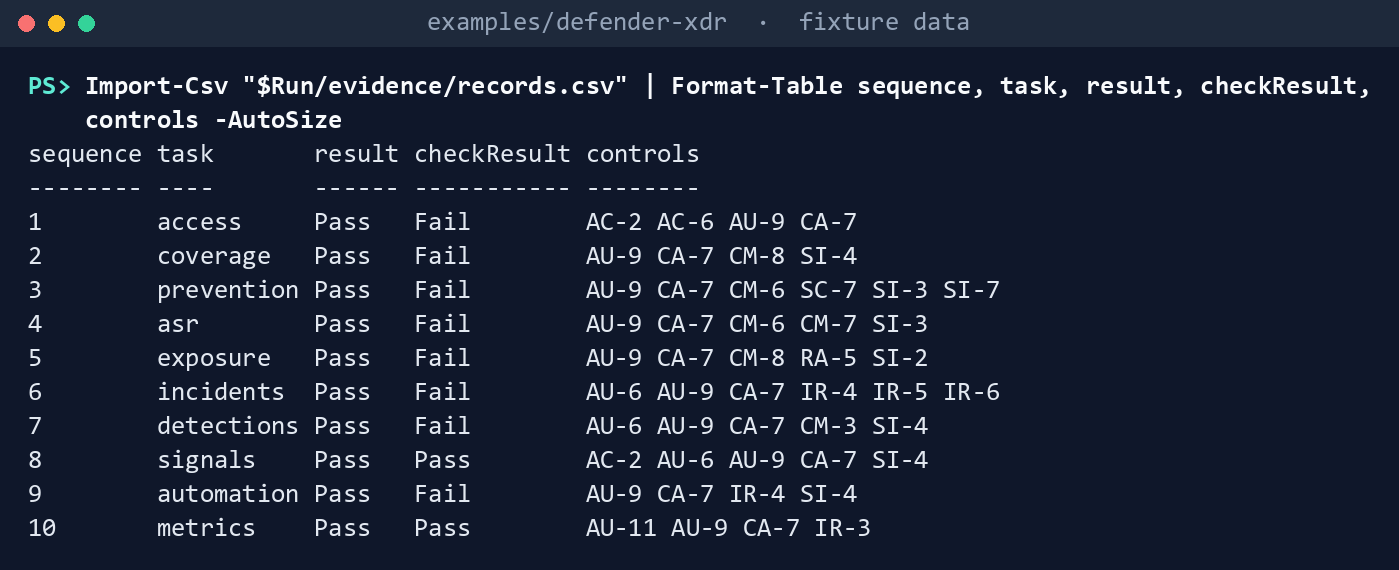 examples/defender-xdr · fixture data
PS> Import-Csv "$Run/evidence/records.csv" | Format-Table sequence, task, result, checkResult,
    controls -AutoSize
sequence task       result checkResult controls
-------- ----       ------ ----------- --------
1        access     Pass   Fail        AC-2 AC-6 AU-9 CA-7
2        coverage   Pass   Fail        AU-9 CA-7 CM-8 SI-4
3        prevention Pass   Fail        AU-9 CA-7 CM-6 SC-7 SI-3 SI-7
4        asr        Pass   Fail        AU-9 CA-7 CM-6 CM-7 SI-3
5        exposure   Pass   Fail        AU-9 CA-7 CM-8 RA-5 SI-2
6        incidents  Pass   Fail        AU-6 AU-9 CA-7 IR-4 IR-5 IR-6
7        detections Pass   Fail        AU-6 AU-9 CA-7 CM-3 SI-4
8        signals    Pass   Pass        AC-2 AU-6 AU-9 CA-7 SI-4
9        automation Pass   Fail        AU-9 CA-7 IR-4 SI-4
10       metrics    Pass   Pass        AU-11 AU-9 CA-7 IR-3